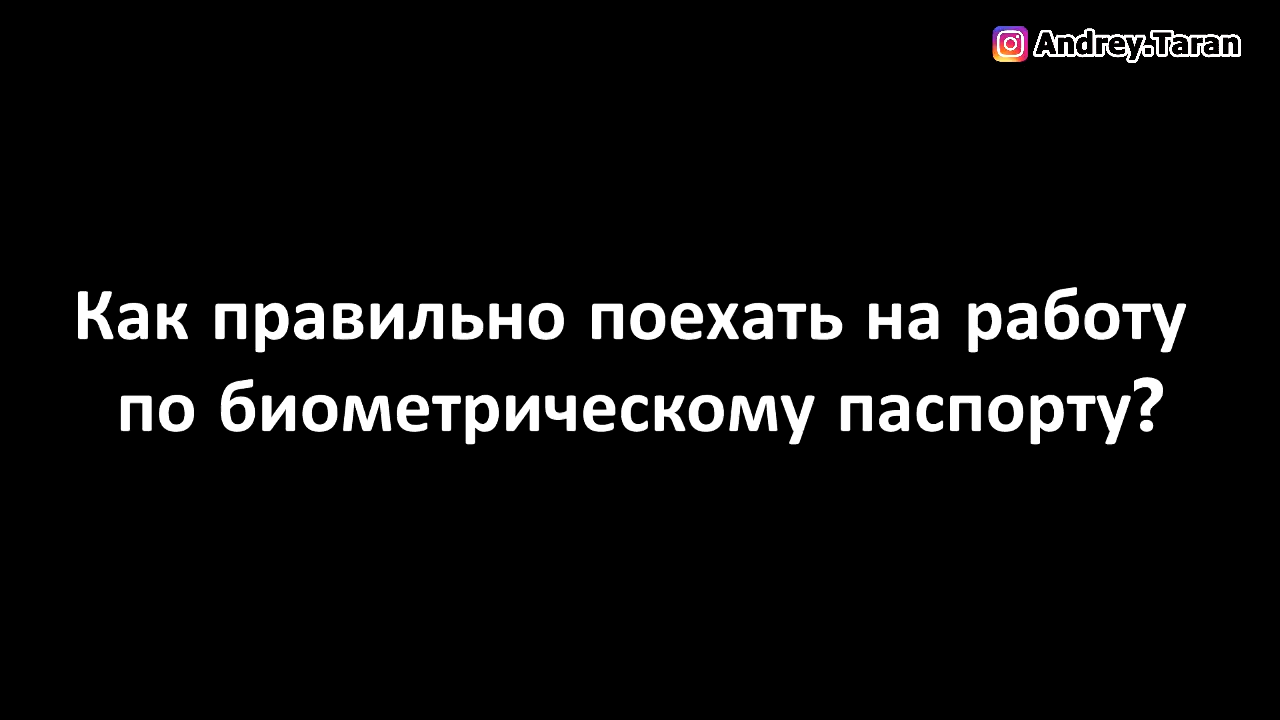 Andrey.Taran
Как правильно поехать на работу
по биометрическому паспорту?